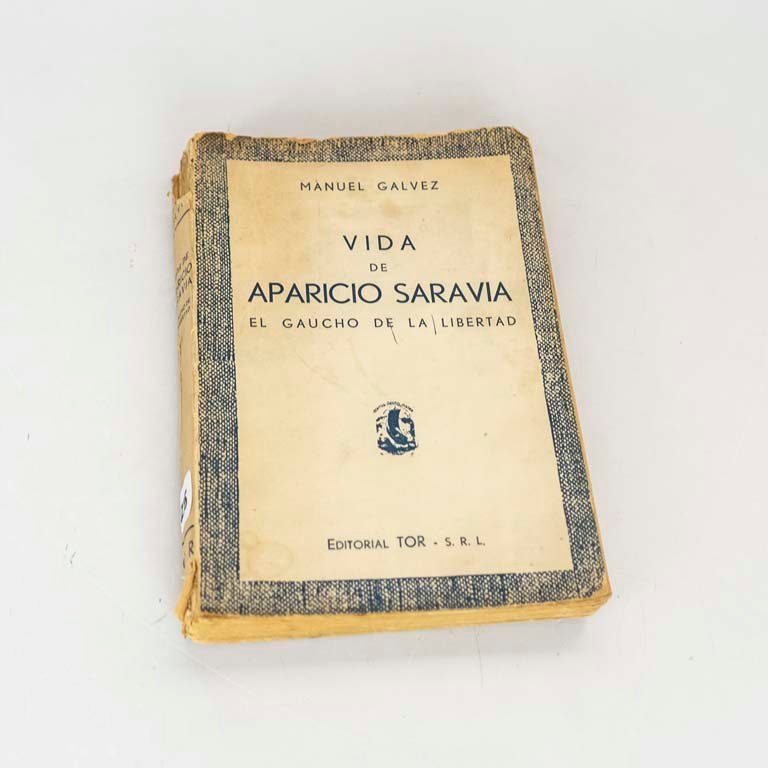 MANUEL GALVEZ
VIDA
DE
APARICIO SARAVIA
EL GAUCHO DE LA LIBERTAD
EDITORIAL TOR - S. R. L.